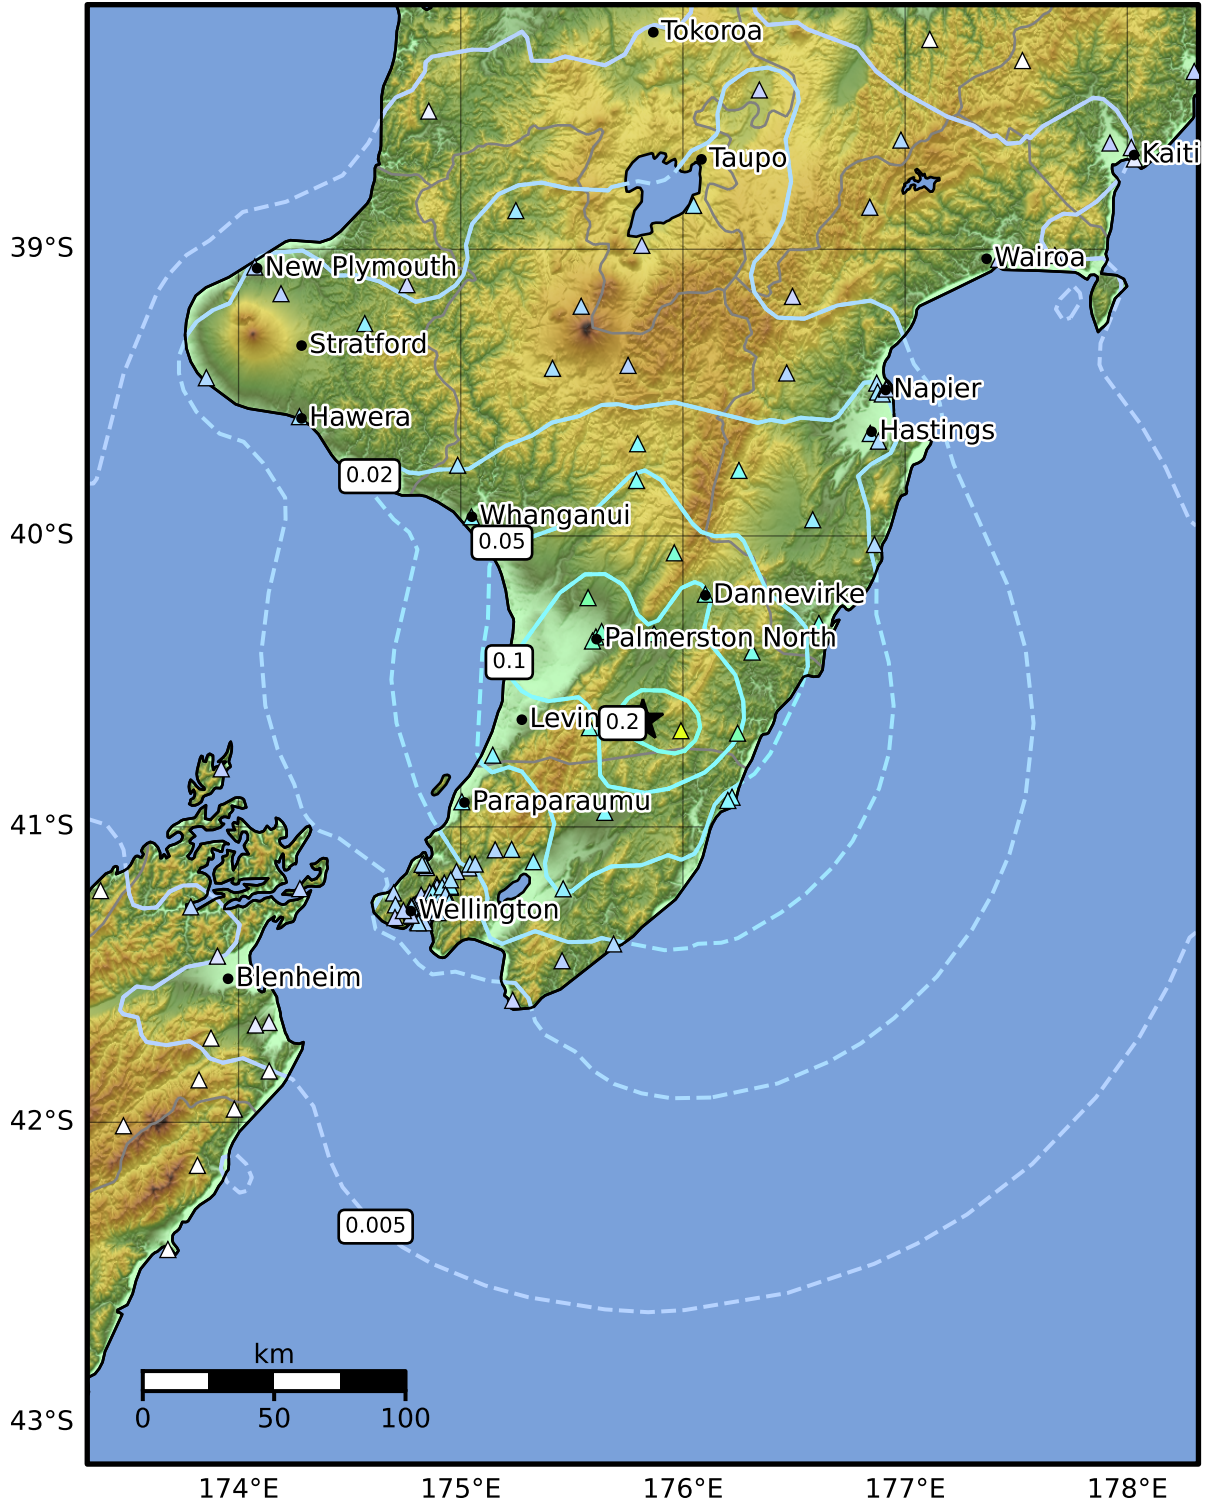 Tokoroa
Taupo
Kaiti
39°S
New Plymouth
Wairoa
Stratford
Napier
Hawera
Hastings
0.02
Whanganui
40°S
0.05
Dannevirke
Palmerston North
0.1
Levin
0.2
Paraparaumu
41°S
Wellington
Blenheim
42°S
0.005
km
0 50 100
43°S
174°E 175°E 176°E 177°E 178°E